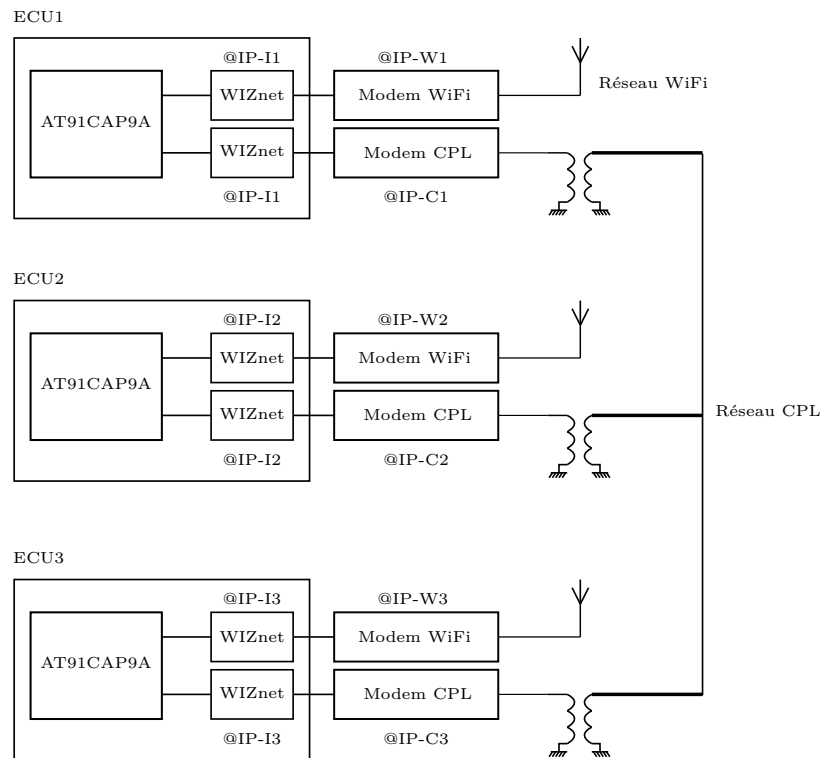 ECU1
@IP-I1
@IP-W1
WIZnet
Modem WiFi
Réseau WiFi
AT91CAP9A
WIZnet
Modem CPL
@IP-I1
@IP-C1
ECU2
@IP-I2
@IP-W2
WIZnet
Modem WiFi
AT91CAP9A
WIZnet
Modem CPL
Réseau CPL
@IP-I2
@IP-C2
ECU3
@IP-I3
@IP-W3
WIZnet
Modem WiFi
AT91CAP9A
WIZnet
Modem CPL
@IP-I3
@IP-C3